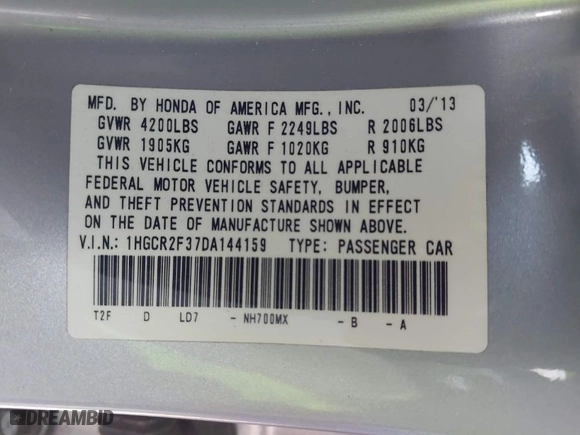 MFD. BY HONDA OF AMERICA MFG., INC. 03/'13
GVWR 4200LBS GAWR F 2249LBS R 2006LBS
GVWR 1905KG GAWR F 1020KG R 910KG
THIS VEHICLE CONFORMS TO ALL APPLICABLE
FEDERAL MOTOR VEHICLE SAFETY, BUMPER,
AND THEFT PREVENTION STANDARDS IN EFFECT
ON THE DATE OF MANUFACTURE SHOWN ABOVE.
V.I.N.: 1HGCR2F37DA144159 TYPE: PASSENGER CAR
T2F D LD7 - NH700MX - B - A
DREAMBID